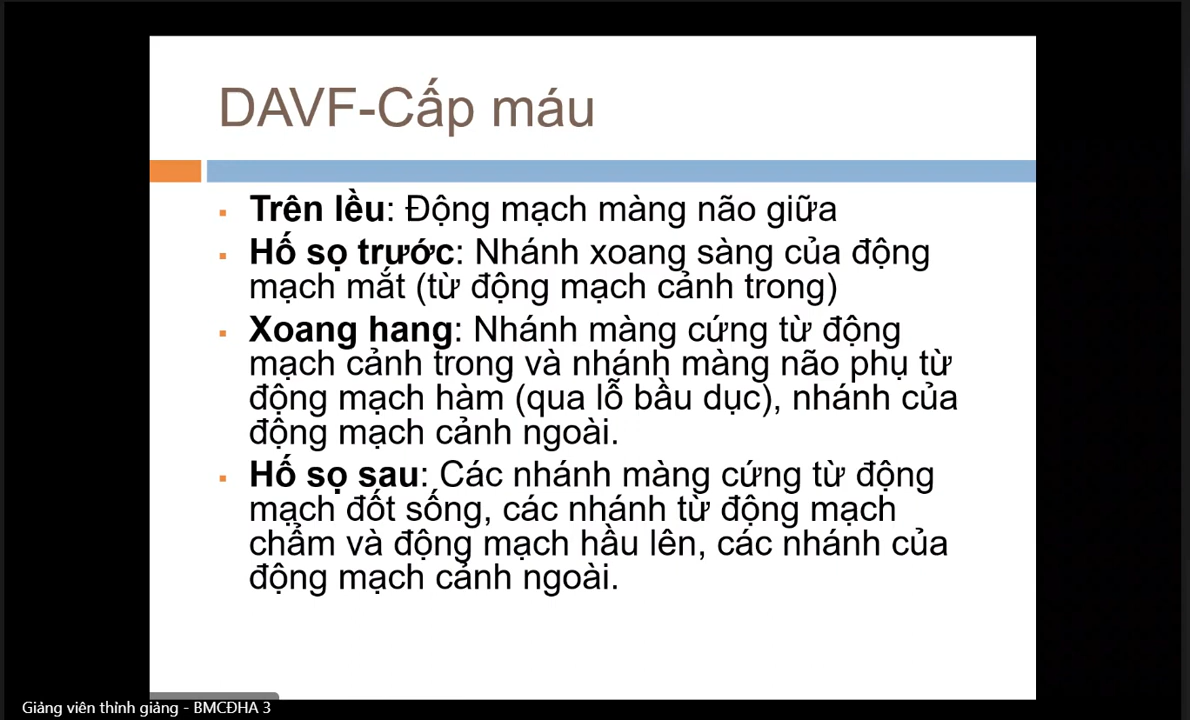 DAVF-Cấp máu
▪ Trên lều: Động mạch màng não giữa
▪ Hố sọ trước: Nhánh xoang sàng của động
mạch mắt (từ động mạch cảnh trong)
▪ Xoang hang: Nhánh màng cứng từ động
mạch cảnh trong và nhánh màng não phụ từ
động mạch hàm (qua lỗ bầu dục), nhánh của
động mạch cảnh ngoài.
▪ Hố sọ sau: Các nhánh màng cứng từ động
mạch đốt sống, các nhánh từ động mạch
chẩm và động mạch hầu lên, các nhánh của
động mạch cảnh ngoài.
Giảng viên thỉnh giảng - BMCĐHA 3